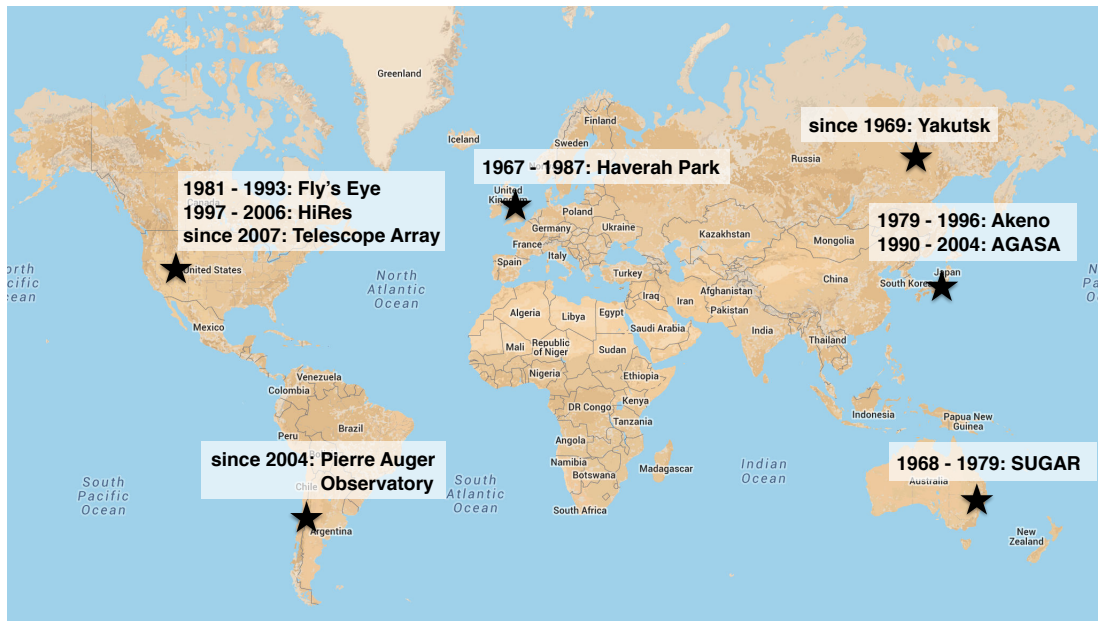 Greenland
Iceland
Finland
Sweden
since 1969: Yakutsk
Russia
1967 - 1987: Haverah Park
1981 - 1993: Fly's Eye
Canada
1997 - 2006: HiRes
since 2007: Telescope Array
United
Kingdom
Poland
Germany
Ukraine
France
Italy
Spain
Turkey
Kazakhstan
Mongolia
1979 - 1996: Akeno
1990 - 2004: AGASA
United States
North
Atlantic
Ocean
China
Japan
South Korea
Afghanistan
Iraq
Iran
Pakistan
Algeria
Libya
Egypt
Saudi Arabia
India
Mexico
Mali
Republic
of Niger
Sudan
Thailand
Venezuela
Colombia
Nigeria
Ethiopia
Kenya
DR Congo
Tanzania
Indonesia
Papua New
Guinea
Peru
Brazil
Angola
Namibia
Botswana
Madagascar
since 2004: Pierre Auger
Observatory
Chile
South
Pacific
Ocean
South
Atlantic
Ocean
Indian
Ocean
1968 - 1979: SUGAR
Australia
South Africa
Argentina
New
Zealand